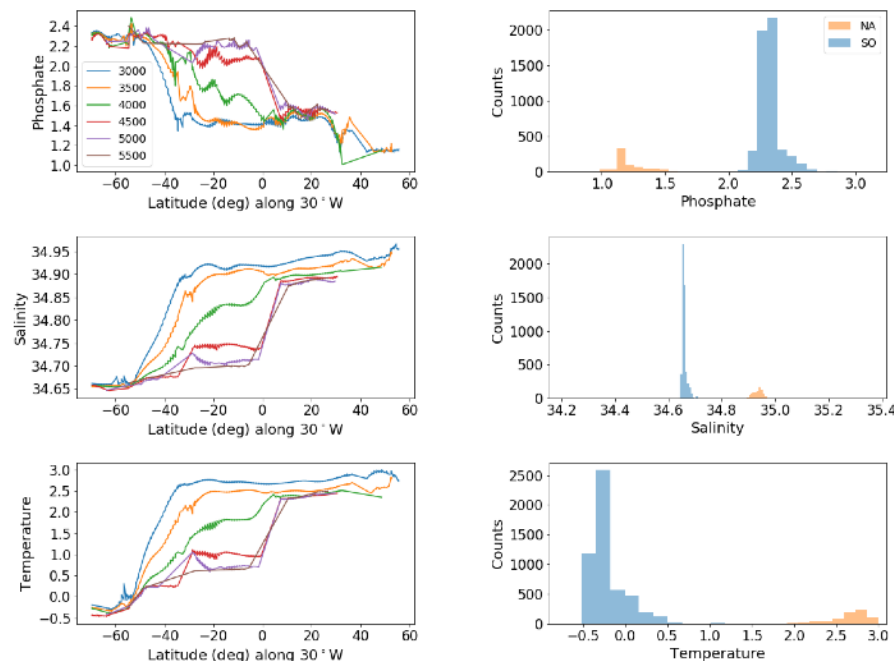 2.4
2.2
2.0
1.8
1.6
1.4
1.2
1.0
Phosphate
3000
3500
4000
4500
5000
5500
−60 −40 −20 0 20 40 60
Latitude (deg) along 30°W
2000
1500
1000
500
0
Counts
NA
SO
1.0 1.5 2.0 2.5 3.0
Phosphate
34.95
34.90
34.85
34.80
34.75
34.70
34.65
Salinity
−60 −40 −20 0 20 40 60
Latitude (deg) along 30°W
2000
1500
1000
500
0
Counts
34.2 34.4 34.6 34.8 35.0 35.2 35.4
Salinity
3.0
2.5
2.0
1.5
1.0
0.5
0.0
−0.5
Temperature
−60 −40 −20 0 20 40 60
Latitude (deg) along 30°W
2500
2000
1500
1000
500
0
Counts
−0.5 0.0 0.5 1.0 1.5 2.0 2.5 3.0
Temperature